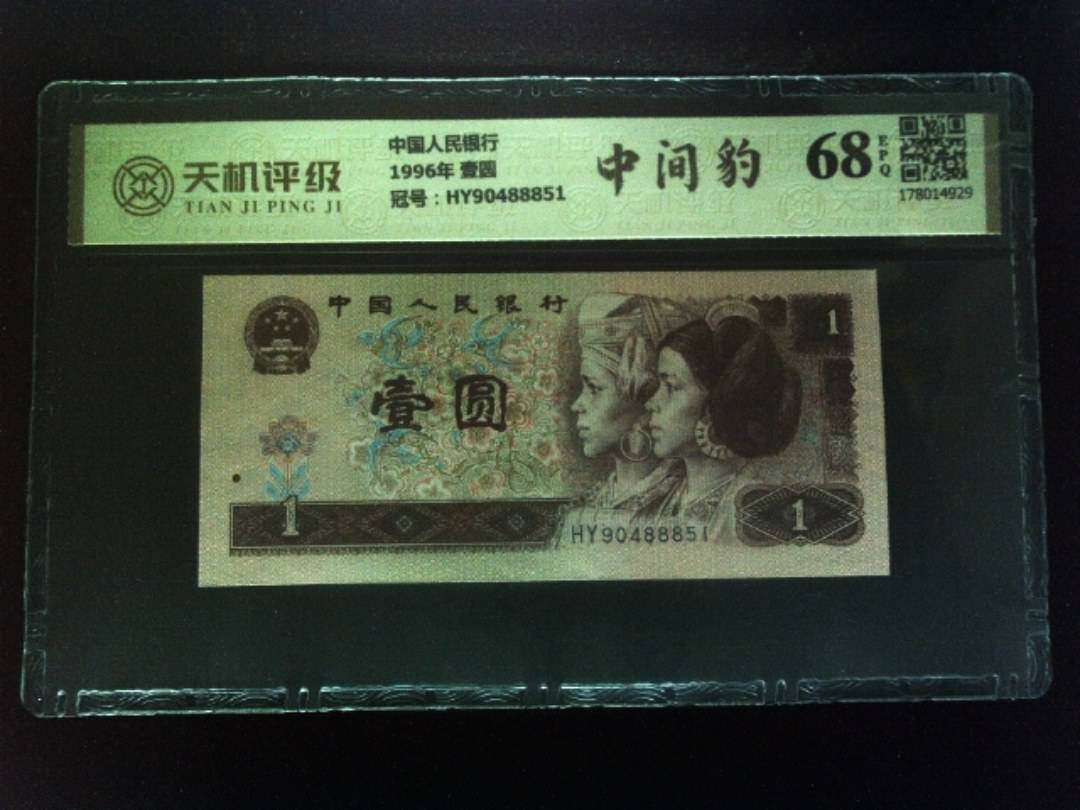 天机评级
TIAN JI PING JI
中国人民银行
1996年 壹圆
冠号：HY90488851
中间豹
68
EPQ
178014929
中国人民银行
壹圆
1
1
1
HY90488851